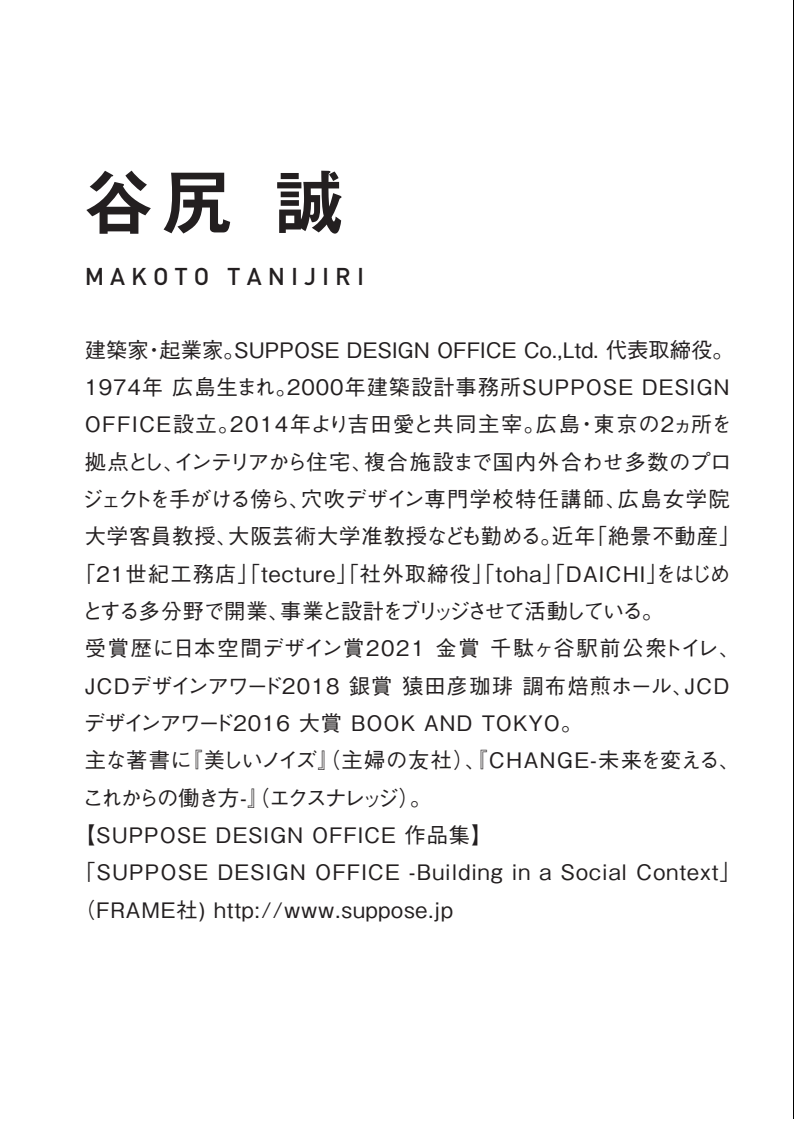 谷尻 誠
MAKOTO TANIJIRI
建築家・起業家。SUPPOSE DESIGN OFFICE Co.,Ltd. 代表取締役。
1974年 広島生まれ。2000年建築設計事務所SUPPOSE DESIGN
OFFICE設立。2014年より吉田愛と共同主宰。広島・東京の2ヵ所を
拠点とし、インテリアから住宅、複合施設まで国内外合わせ多数のプロ
ジェクトを手がける傍ら、穴吹デザイン専門学校特任講師、広島女学院
大学客員教授、大阪芸術大学准教授なども勤める。近年「絶景不動産」
「21世紀工務店」「tecture」「社外取締役」「toha」「DAICHI」をはじめ
とする多分野で開業、事業と設計をブリッジさせて活動している。
受賞歴に日本空間デザイン賞2021 金賞 千駄ヶ谷駅前公衆トイレ、
JCDデザインアワード2018 銀賞 猿田彦珈琲 調布焙煎ホール、JCD
デザインアワード2016 大賞 BOOK AND TOKYO。
主な著書に『美しいノイズ』（主婦の友社）、『CHANGE-未来を変える、
これからの働き方-』（エクスナレッジ）。
【SUPPOSE DESIGN OFFICE 作品集】
「SUPPOSE DESIGN OFFICE -Building in a Social Context」
（FRAME社) http://www.suppose.jp